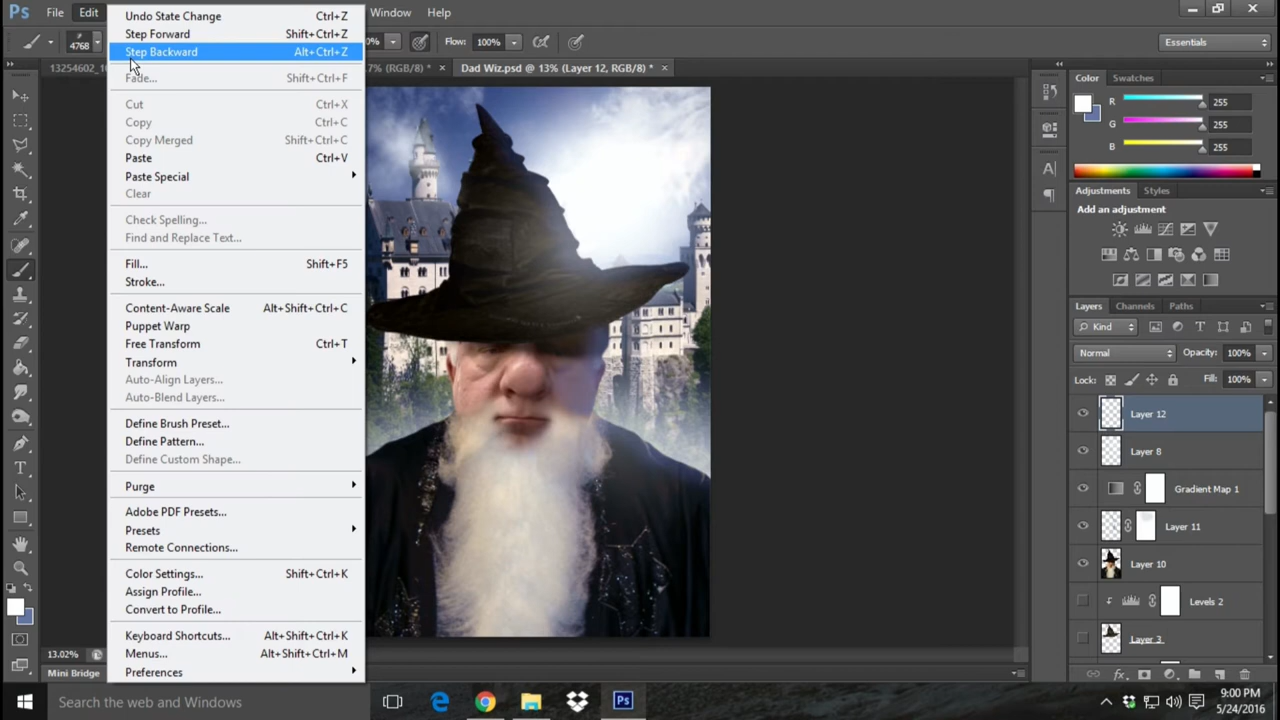 Ps File Edit Window Help
Undo State Change Ctrl+Z
Step Forward Shift+Ctrl+Z
Step Backward Alt+Ctrl+Z
Fade... Shift+Ctrl+F
Cut Ctrl+X
Copy Ctrl+C
Copy Merged Shift+Ctrl+C
Paste Ctrl+V
Paste Special
Clear
Check Spelling...
Find and Replace Text...
Fill... Shift+F5
Stroke...
Content-Aware Scale Alt+Shift+Ctrl+C
Puppet Warp
Free Transform Ctrl+T
Transform
Auto-Align Layers...
Auto-Blend Layers...
Define Brush Preset...
Define Pattern...
Define Custom Shape...
Purge
Adobe PDF Presets...
Presets
Remote Connections...
Color Settings... Shift+Ctrl+K
Assign Profile...
Convert to Profile...
Keyboard Shortcuts... Alt+Shift+Ctrl+K
Menus... Alt+Shift+Ctrl+M
Preferences
4768
Flow: 100%
Essentials
Dad Wiz.psd @ 13% (Layer 12, RGB/8) *
Color Swatches
R 255
G 255
B 255
Adjustments Styles
Add an adjustment
Layers Channels Paths
Kind
Normal Opacity: 100%
Lock: Fill: 100%
Layer 12
Layer 8
Gradient Map 1
Layer 11
Layer 10
Levels 2
Layer 3
13.02%
Mini Bridge
Search the web and Windows
Ps
9:00 PM
5/24/2016